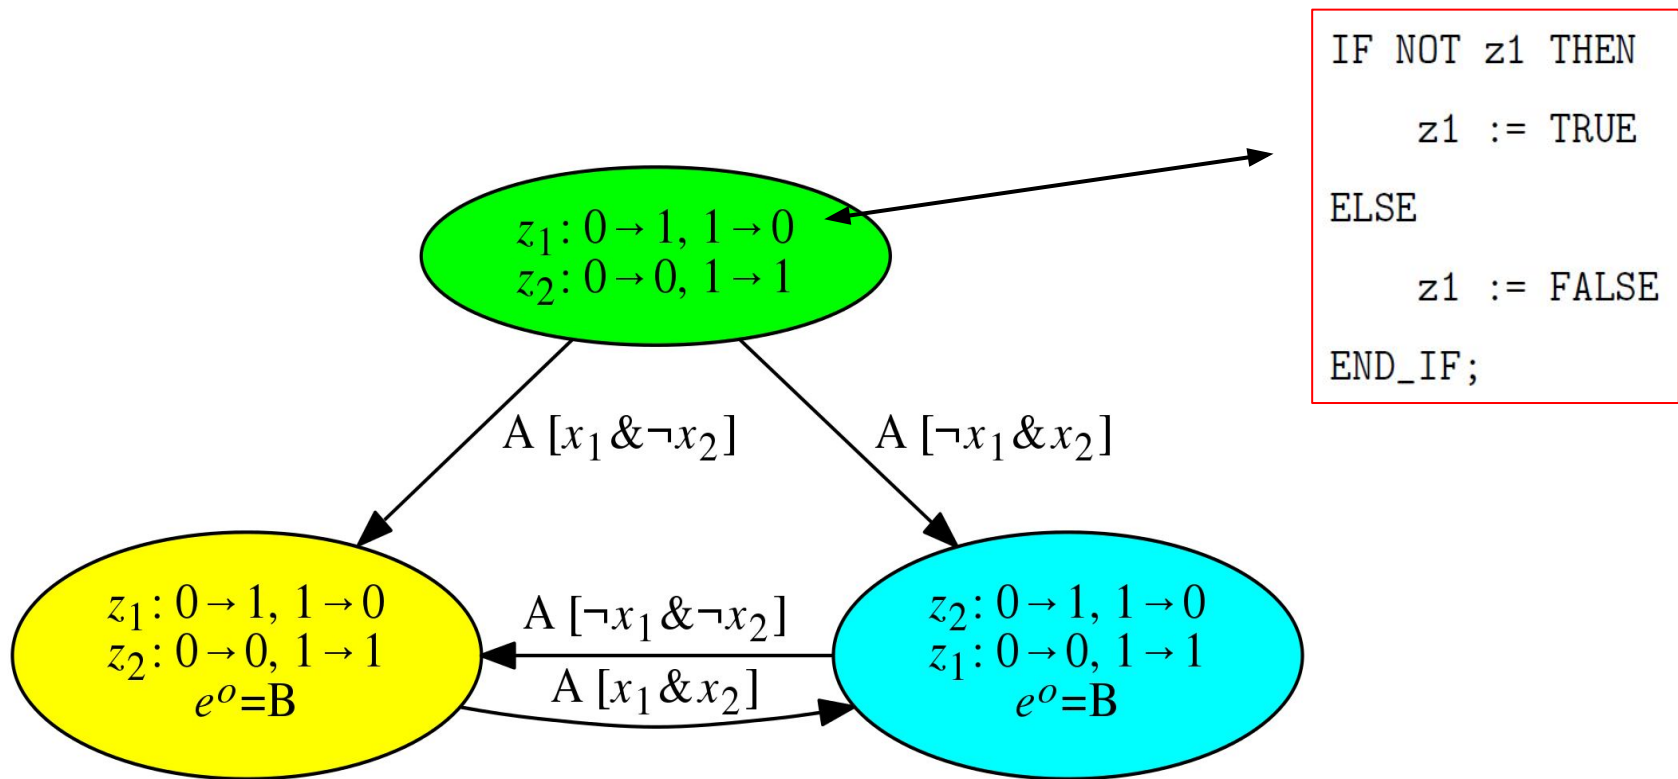 IF NOT z1 THEN
z1 := TRUE
ELSE
z1 := FALSE
END_IF;
z₁: 0→1, 1→0
z₂: 0→0, 1→1
A [x₁&¬x₂]
A [¬x₁&x₂]
z₁: 0→1, 1→0
z₂: 0→0, 1→1
eᵒ=B
A [¬x₁&¬x₂]
A [x₁&x₂]
z₂: 0→1, 1→0
z₁: 0→0, 1→1
eᵒ=B